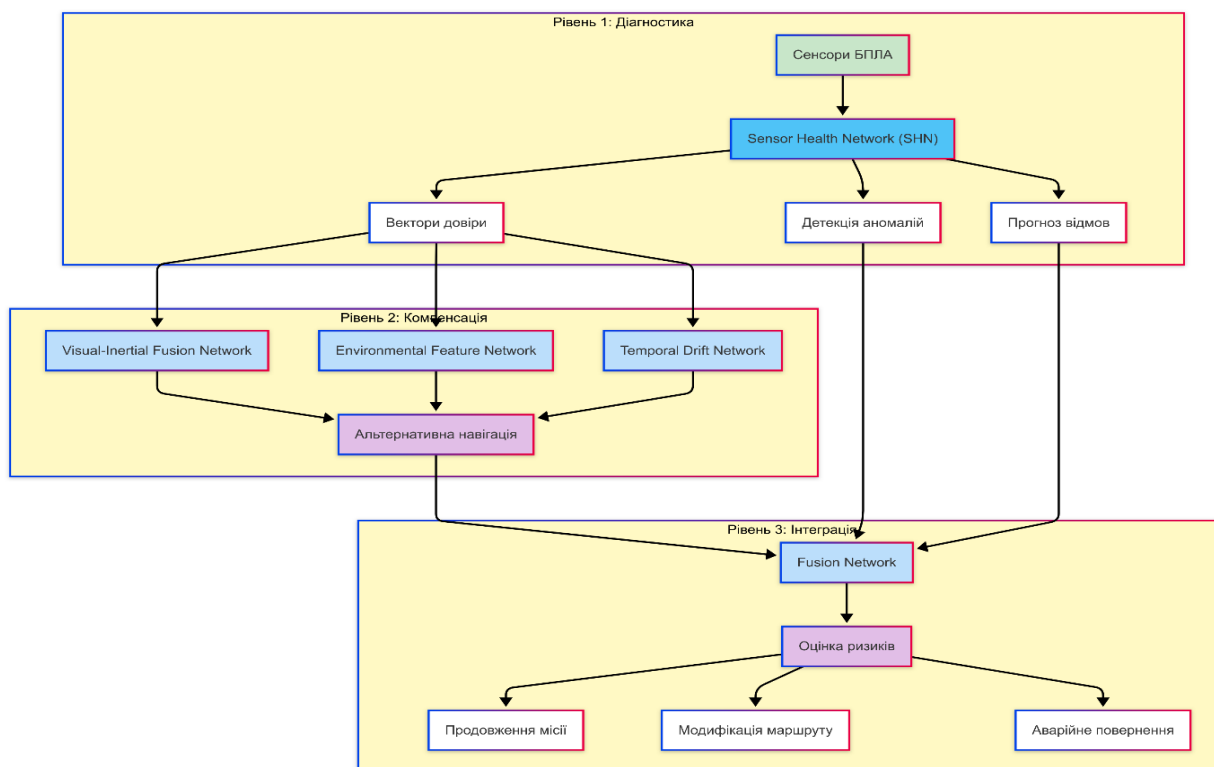 Рівень 1: Діагностика
Сенсори БПЛА
Sensor Health Network (SHN)
Вектори довіри
Детекція аномалій
Прогноз відмов
Рівень 2: Компенсація
Visual-Inertial Fusion Network
Environmental Feature Network
Temporal Drift Network
Альтернативна навігація
Рівень 3: Інтеграція
Fusion Network
Оцінка ризиків
Продовження місії
Модифікація маршруту
Аварійне повернення